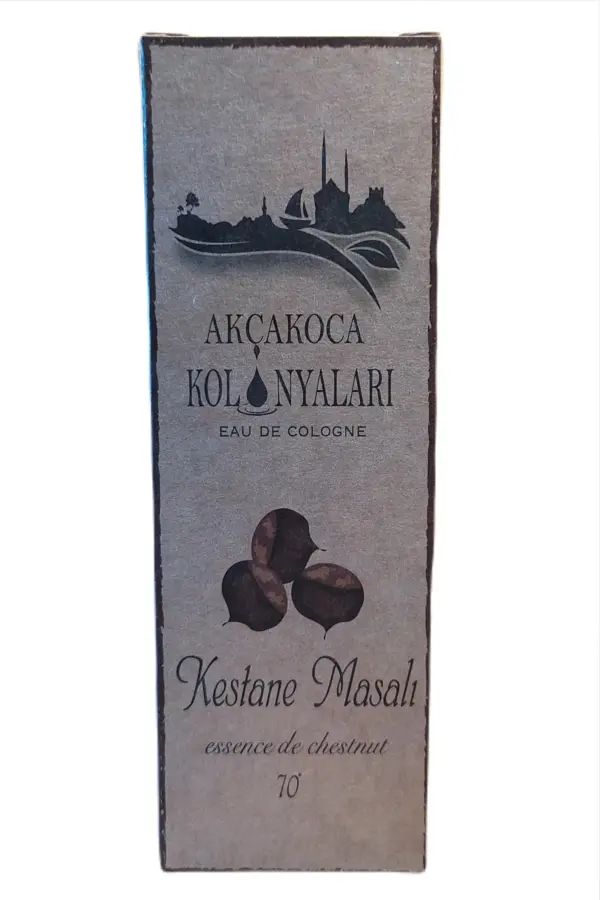 AKÇAKOCA
KOLONYALARI
EAU DE COLOGNE
Kestane Masalı
essence de chestnut
70°